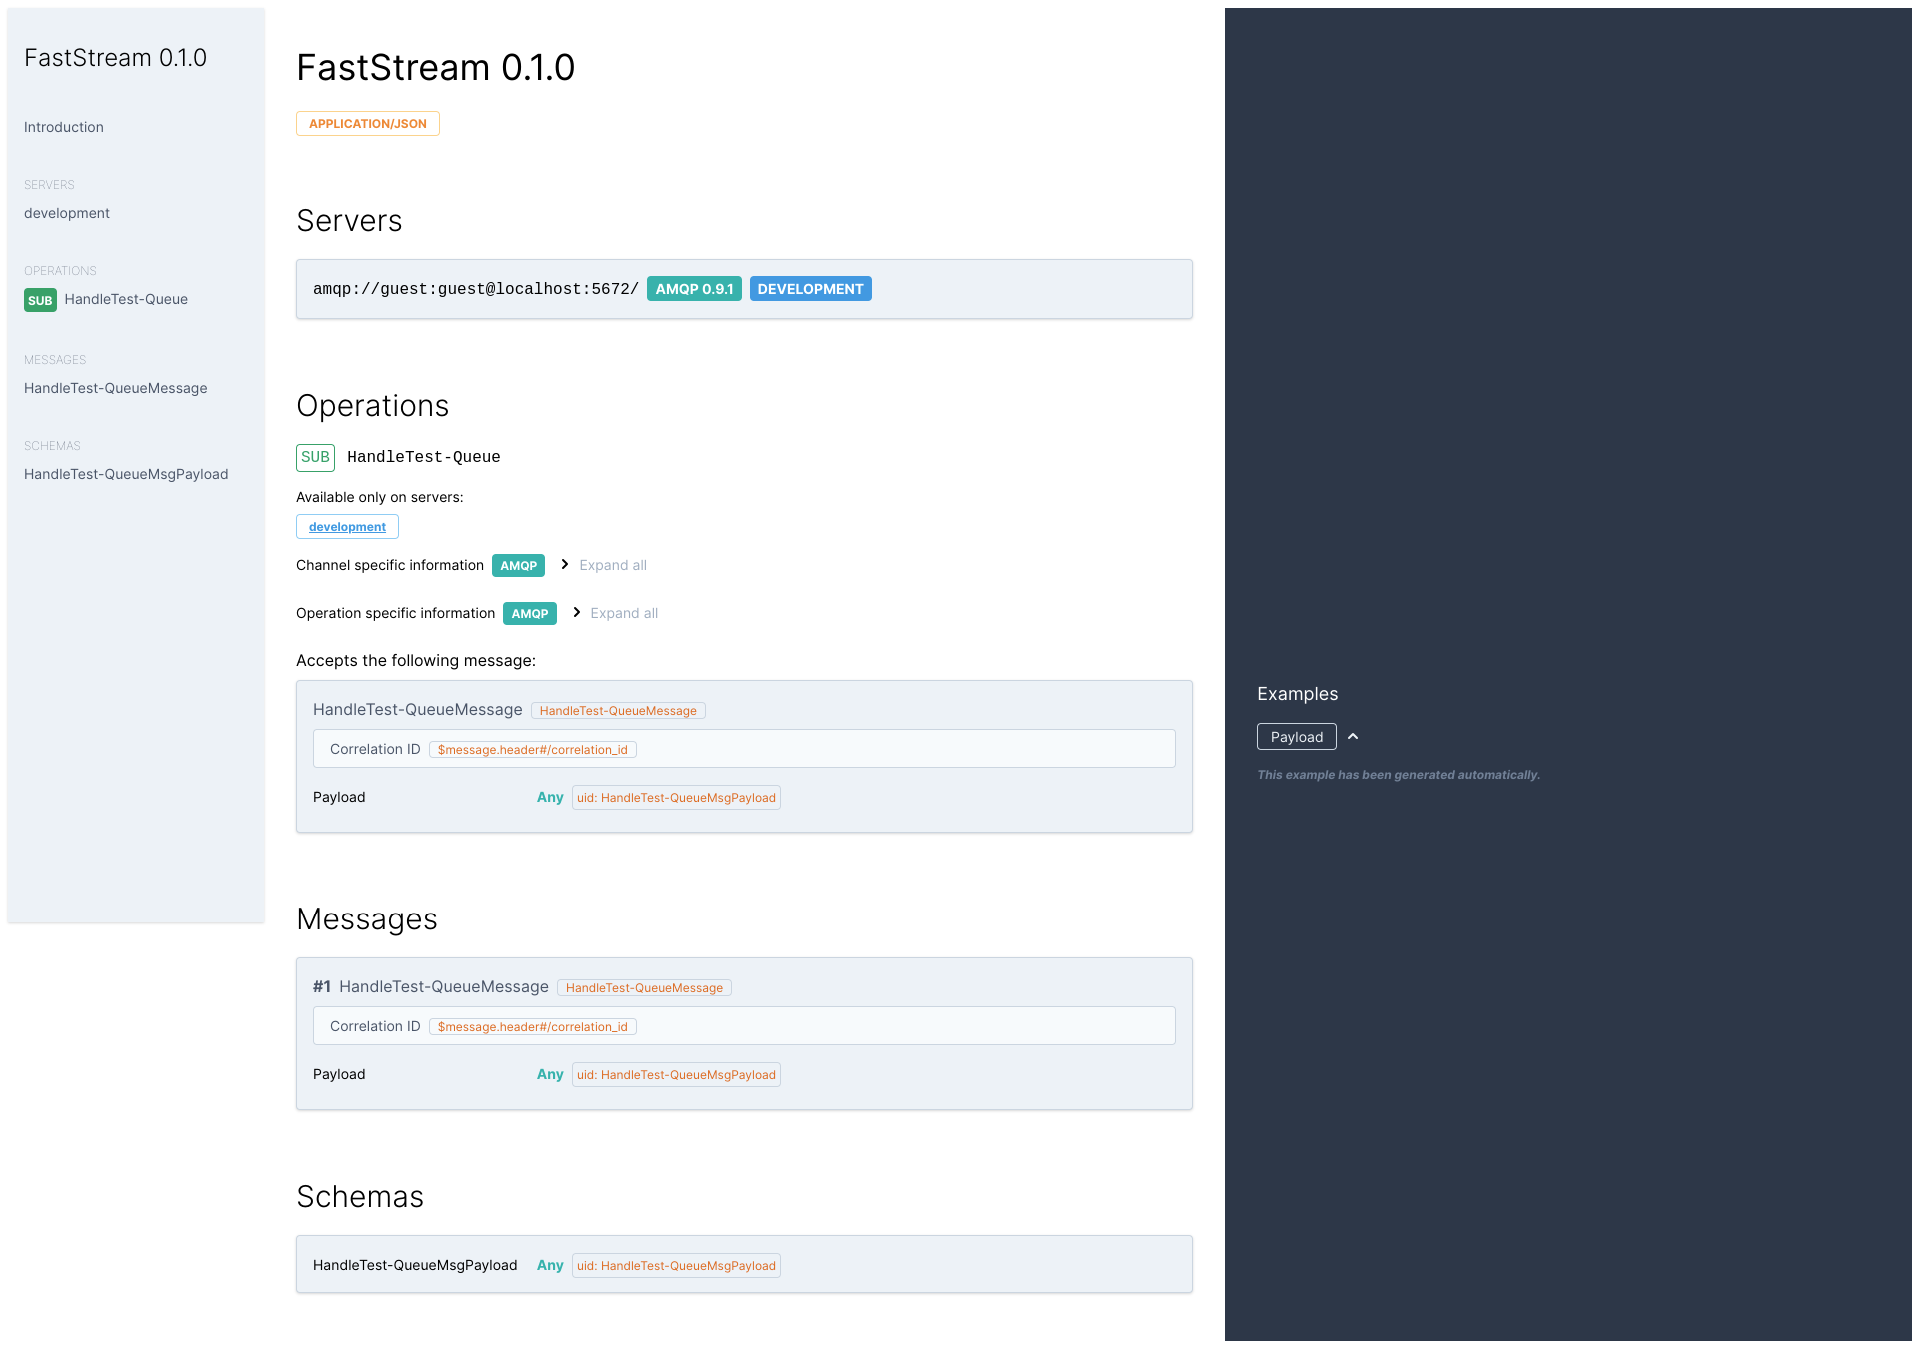 FastStream 0.1.0
Introduction
SERVERS
development
OPERATIONS
SUB HandleTest-Queue
MESSAGES
HandleTest-QueueMessage
SCHEMAS
HandleTest-QueueMsgPayload
FastStream 0.1.0
APPLICATION/JSON
Servers
amqp://guest:guest@localhost:5672/ AMQP 0.9.1 DEVELOPMENT
Operations
SUB HandleTest-Queue
Available only on servers:
development
Channel specific information AMQP Expand all
Operation specific information AMQP Expand all
Accepts the following message:
HandleTest-QueueMessage HandleTest-QueueMessage
Correlation ID $message.header#/correlation_id
Payload Any uid: HandleTest-QueueMsgPayload
Messages
#1 HandleTest-QueueMessage HandleTest-QueueMessage
Correlation ID $message.header#/correlation_id
Payload Any uid: HandleTest-QueueMsgPayload
Schemas
HandleTest-QueueMsgPayload Any uid: HandleTest-QueueMsgPayload
Examples
Payload
This example has been generated automatically.